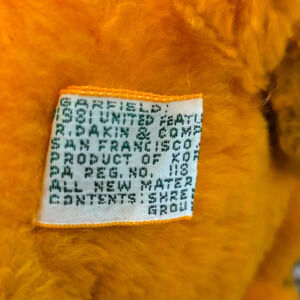 GARFIELD:
1981 UNITED FEATU
R. DAKIN & COMP
SAN FRANCISCO,
PRODUCT OF KOR
PA REG. NO. 118
ALL NEW MATER
CONTENTS: SHRE
GROU